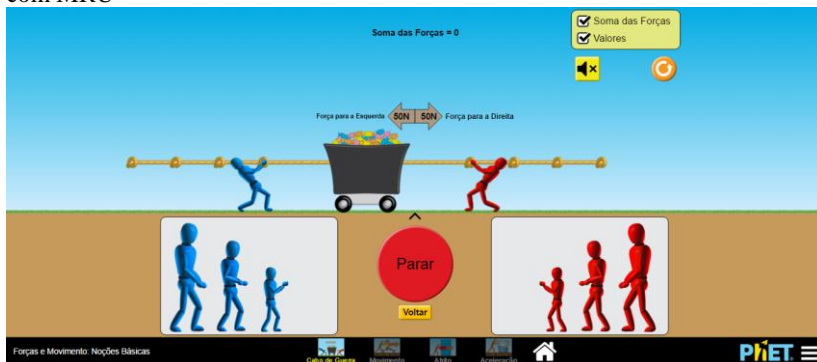 com MRU
Soma das Forças = 0
Soma das Forças
Valores
Força para a Esquerda 50N 50N Força para a Direita
Parar
Voltar
Forças e Movimento: Noções Básicas
Cabo de Guerra Movimento Atrito Aceleração
PhET